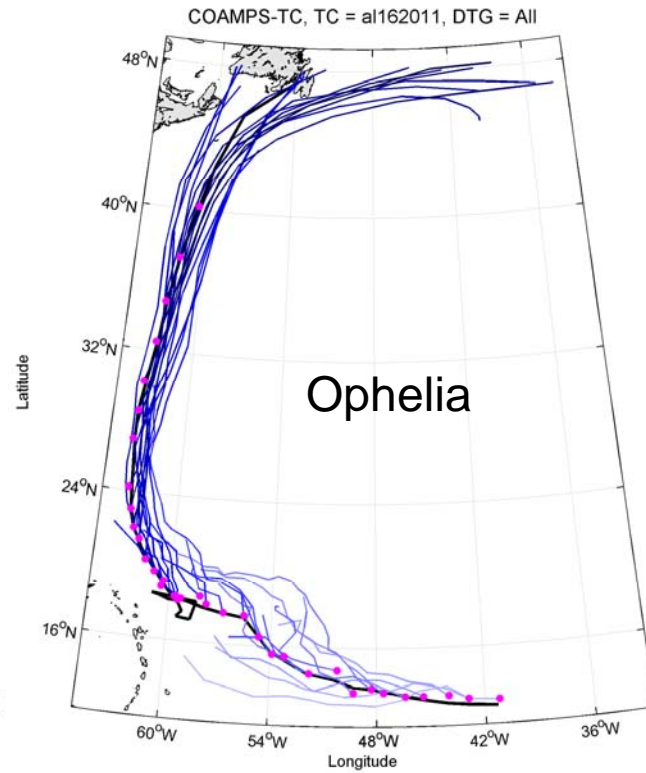 COAMPS-TC, TC = al162011, DTG = All
48°N
40°N
32°N
24°N
16°N
Latitude
Ophelia
60°W
54°W
48°W
42°W
36°W
Longitude